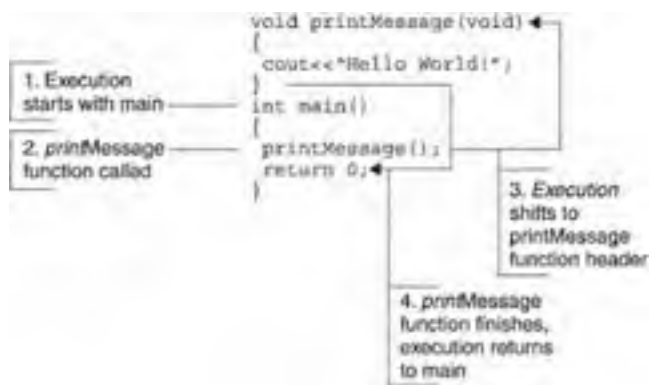 void printMessage(void)
{
cout<<"Hello World!";
}
int main()
{
printMessage();
return 0;
}
1. Execution
starts with main
2. printMessage
function called
3. Execution
shifts to
printMessage
function header
4. printMessage
function finishes,
execution returns
to main